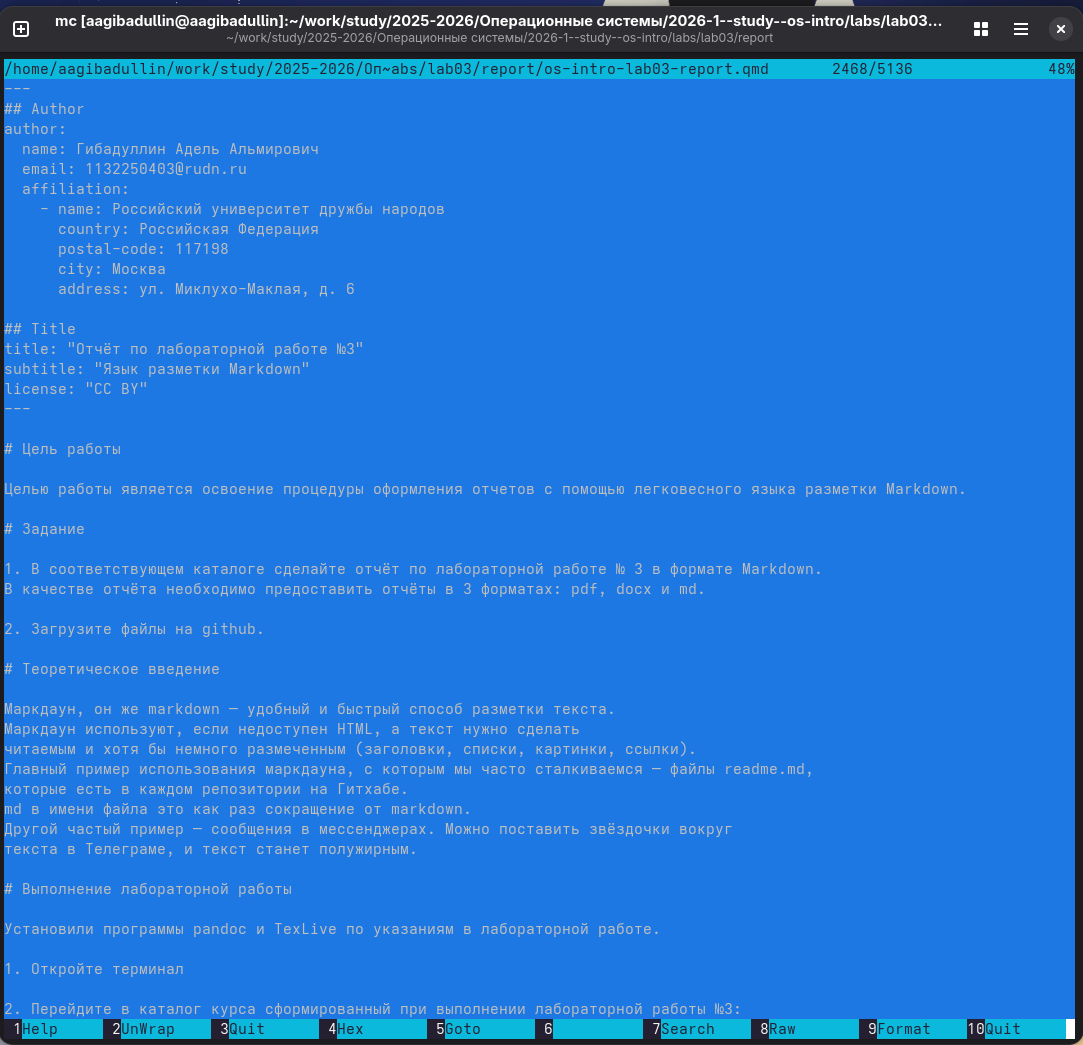 mc [aagibadullin@aagibadullin]:~/work/study/2025-2026/Операционные системы/2026-1--study--os-intro/labs/lab03...
~/work/study/2025-2026/Операционные системы/2026-1--study--os-intro/labs/lab03/report
/home/aagibadullin/work/study/2025-2026/Оп~abs/lab03/report/os-intro-lab03-report.qmd 2468/5136 48%
---
## Author
author:
  name: Гибадуллин Адель Альмирович
  email: 1132250403@rudn.ru
  affiliation:
    - name: Российский университет дружбы народов
      country: Российская Федерация
      postal-code: 117198
      city: Москва
      address: ул. Миклухо-Маклая, д. 6

## Title
title: "Отчёт по лабораторной работе №3"
subtitle: "Язык разметки Markdown"
license: "CC BY"
---

# Цель работы

Целью работы является освоение процедуры оформления отчетов с помощью легковесного языка разметки Markdown.

# Задание

1. В соответствующем каталоге сделайте отчёт по лабораторной работе № 3 в формате Markdown.
В качестве отчёта необходимо предоставить отчёты в 3 форматах: pdf, docx и md.

2. Загрузите файлы на github.

# Теоретическое введение

Маркдаун, он же markdown — удобный и быстрый способ разметки текста.
Маркдаун используют, если недоступен HTML, а текст нужно сделать
читаемым и хотя бы немного размеченным (заголовки, списки, картинки, ссылки).
Главный пример использования маркдауна, с которым мы часто сталкиваемся — файлы readme.md,
которые есть в каждом репозитории на Гитхабе.
md в имени файла это как раз сокращение от markdown.
Другой частый пример — сообщения в мессенджерах. Можно поставить звёздочки вокруг
текста в Телеграме, и текст станет полужирным.

# Выполнение лабораторной работы

Установили программы pandoc и TexLive по указаниям в лабораторной работе.

1. Откройте терминал

2. Перейдите в каталог курса сформированный при выполнении лабораторной работы №3:
1Help 2UnWrap 3Quit 4Hex 5Goto 6 7Search 8Raw 9Format 10Quit